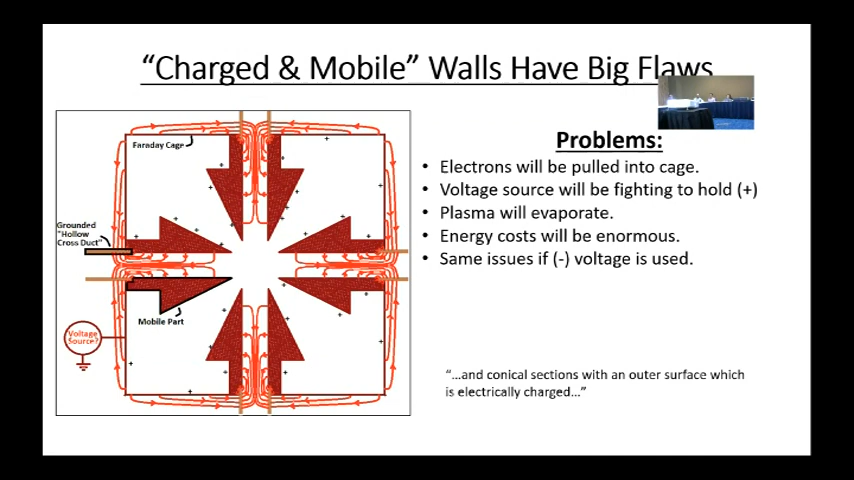 “Charged & Mobile” Walls Have Big Flaws
Faraday Cage
Grounded
“Hollow
Cross Duct”
Mobile Part
Voltage
Source?
Problems:
• Electrons will be pulled into cage.
• Voltage source will be fighting to hold (+)
• Plasma will evaporate.
• Energy costs will be enormous.
• Same issues if (-) voltage is used.
“…and conical sections with an outer surface which
is electrically charged…”